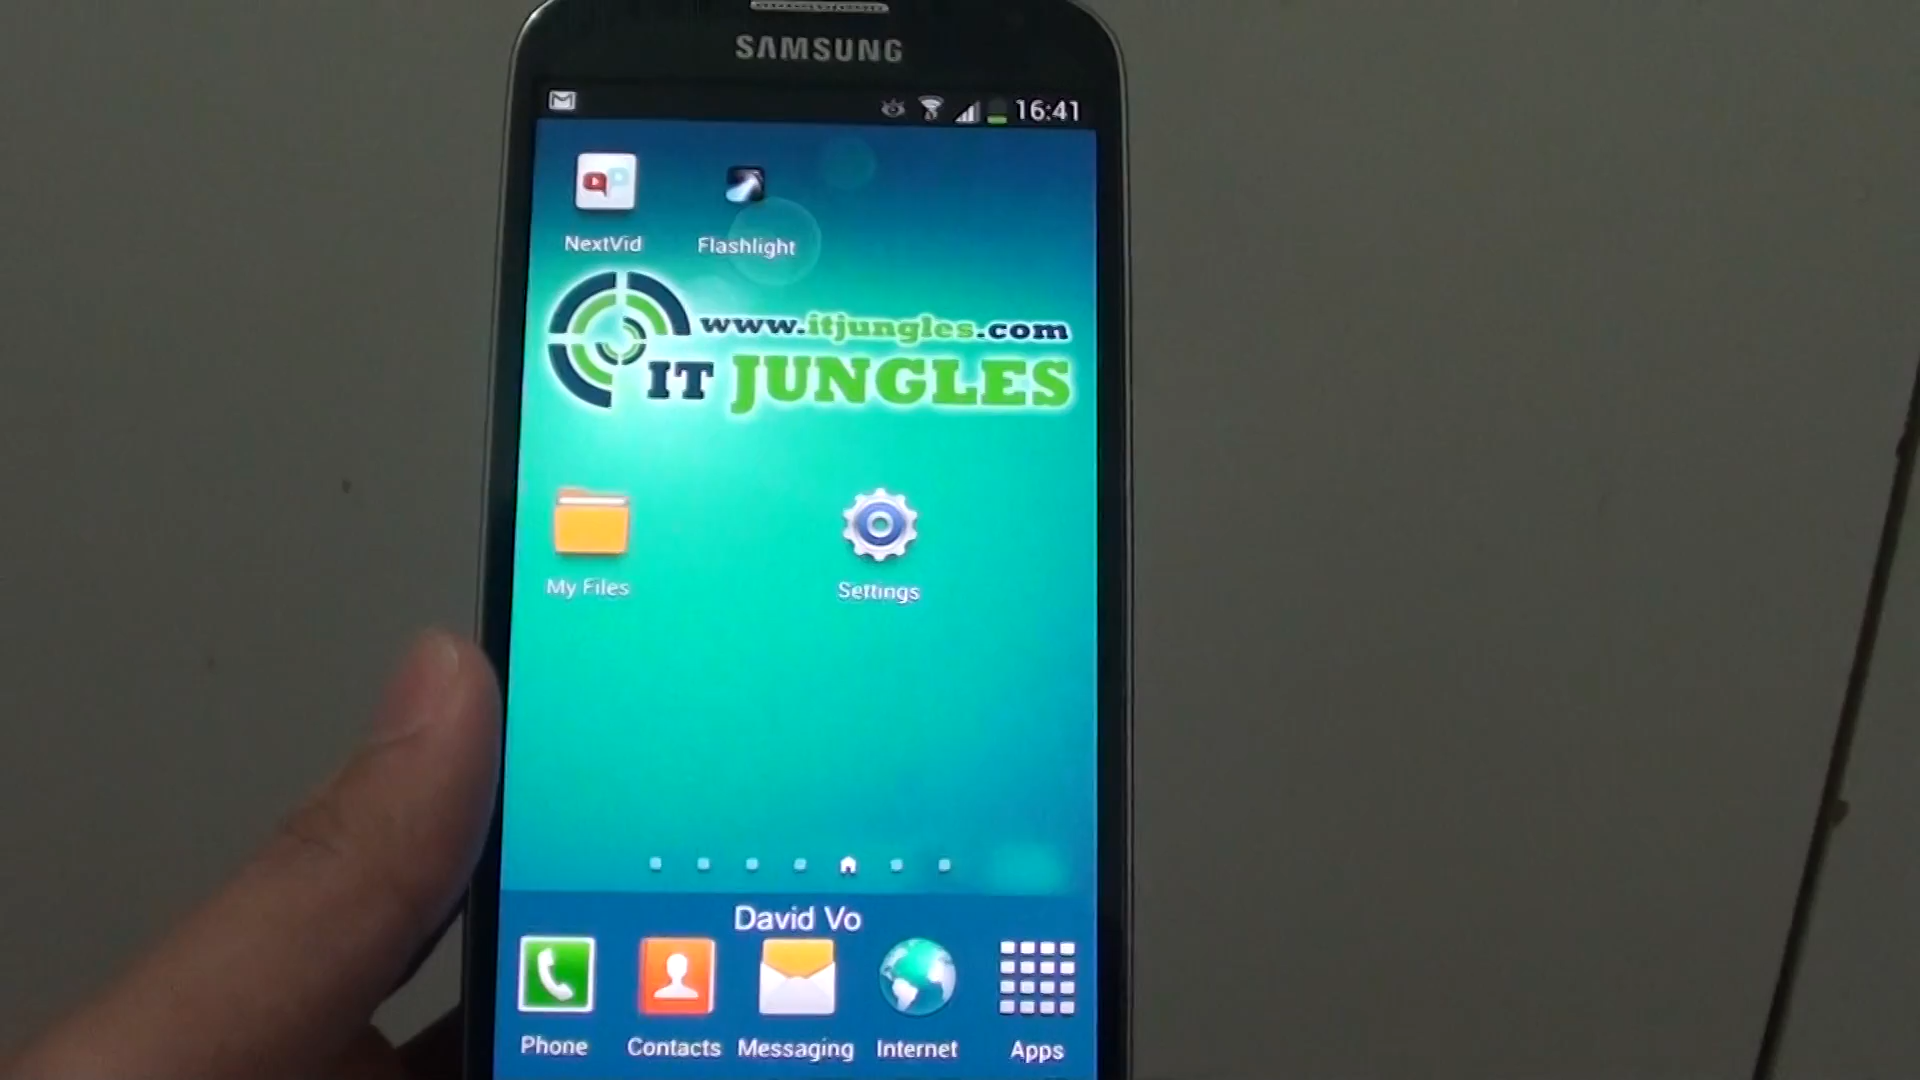 SAMSUNG
16:41
NextVid
Flashlight
www.itjungles.com
IT JUNGLES
My Files
Settings
David Vo
Phone
Contacts
Messaging
Internet
Apps